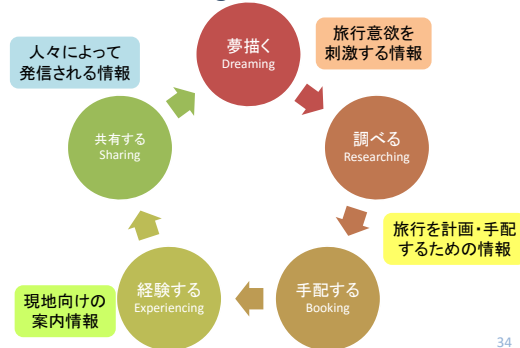 夢描く
Dreaming
旅行意欲を
刺激する情報
調べる
Researching
旅行を計画・手配
するための情報
手配する
Booking
経験する
Experiencing
現地向けの
案内情報
共有する
Sharing
人々によって
発信される情報
34